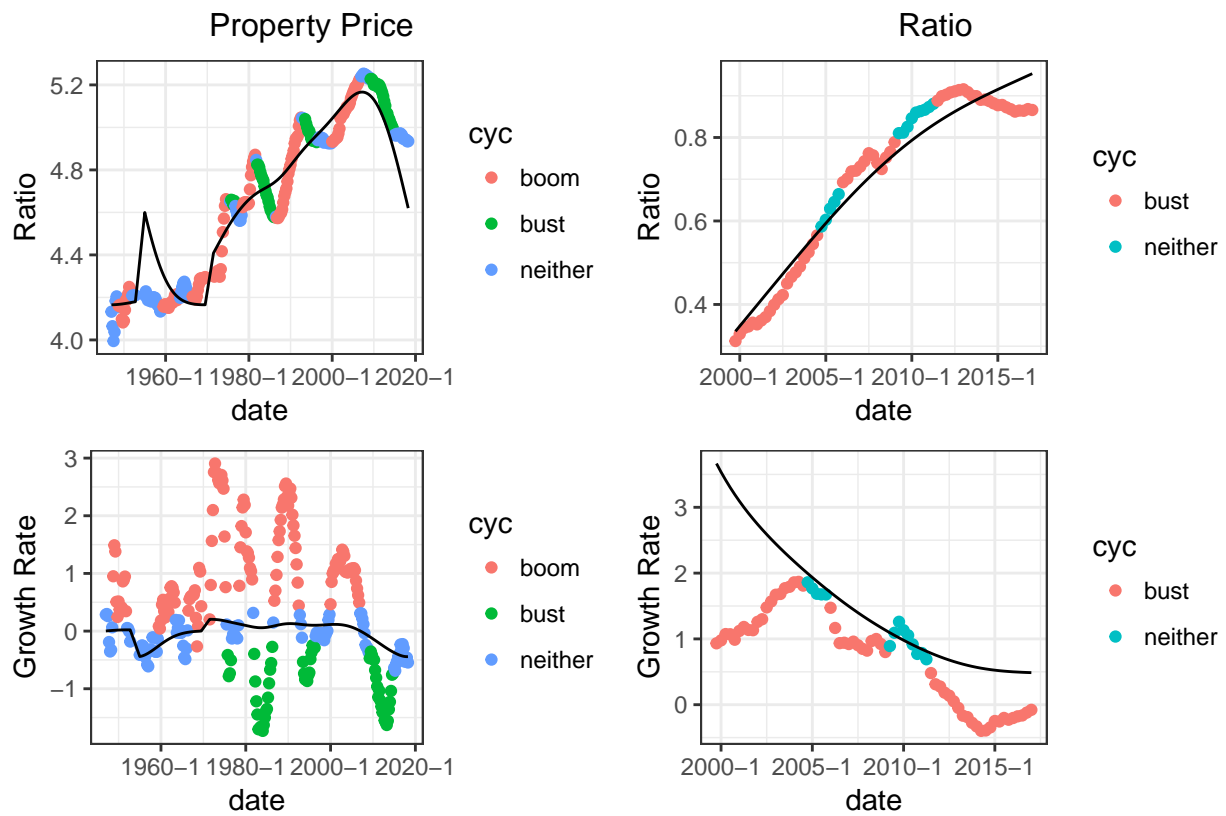 Property Price
Ratio
5.2
4.8
4.4
4.0
Ratio
1960−1
1980−1
2000−1
2020−1
date
cyc
boom
bust
neither
0.8
0.6
0.4
Ratio
2000−1
2005−1
2010−1
2015−1
date
cyc
bust
neither
3
2
1
0
−1
Growth Rate
1960−1
1980−1
2000−1
2020−1
date
cyc
boom
bust
neither
3
2
1
0
Growth Rate
2000−1
2005−1
2010−1
2015−1
date
cyc
bust
neither